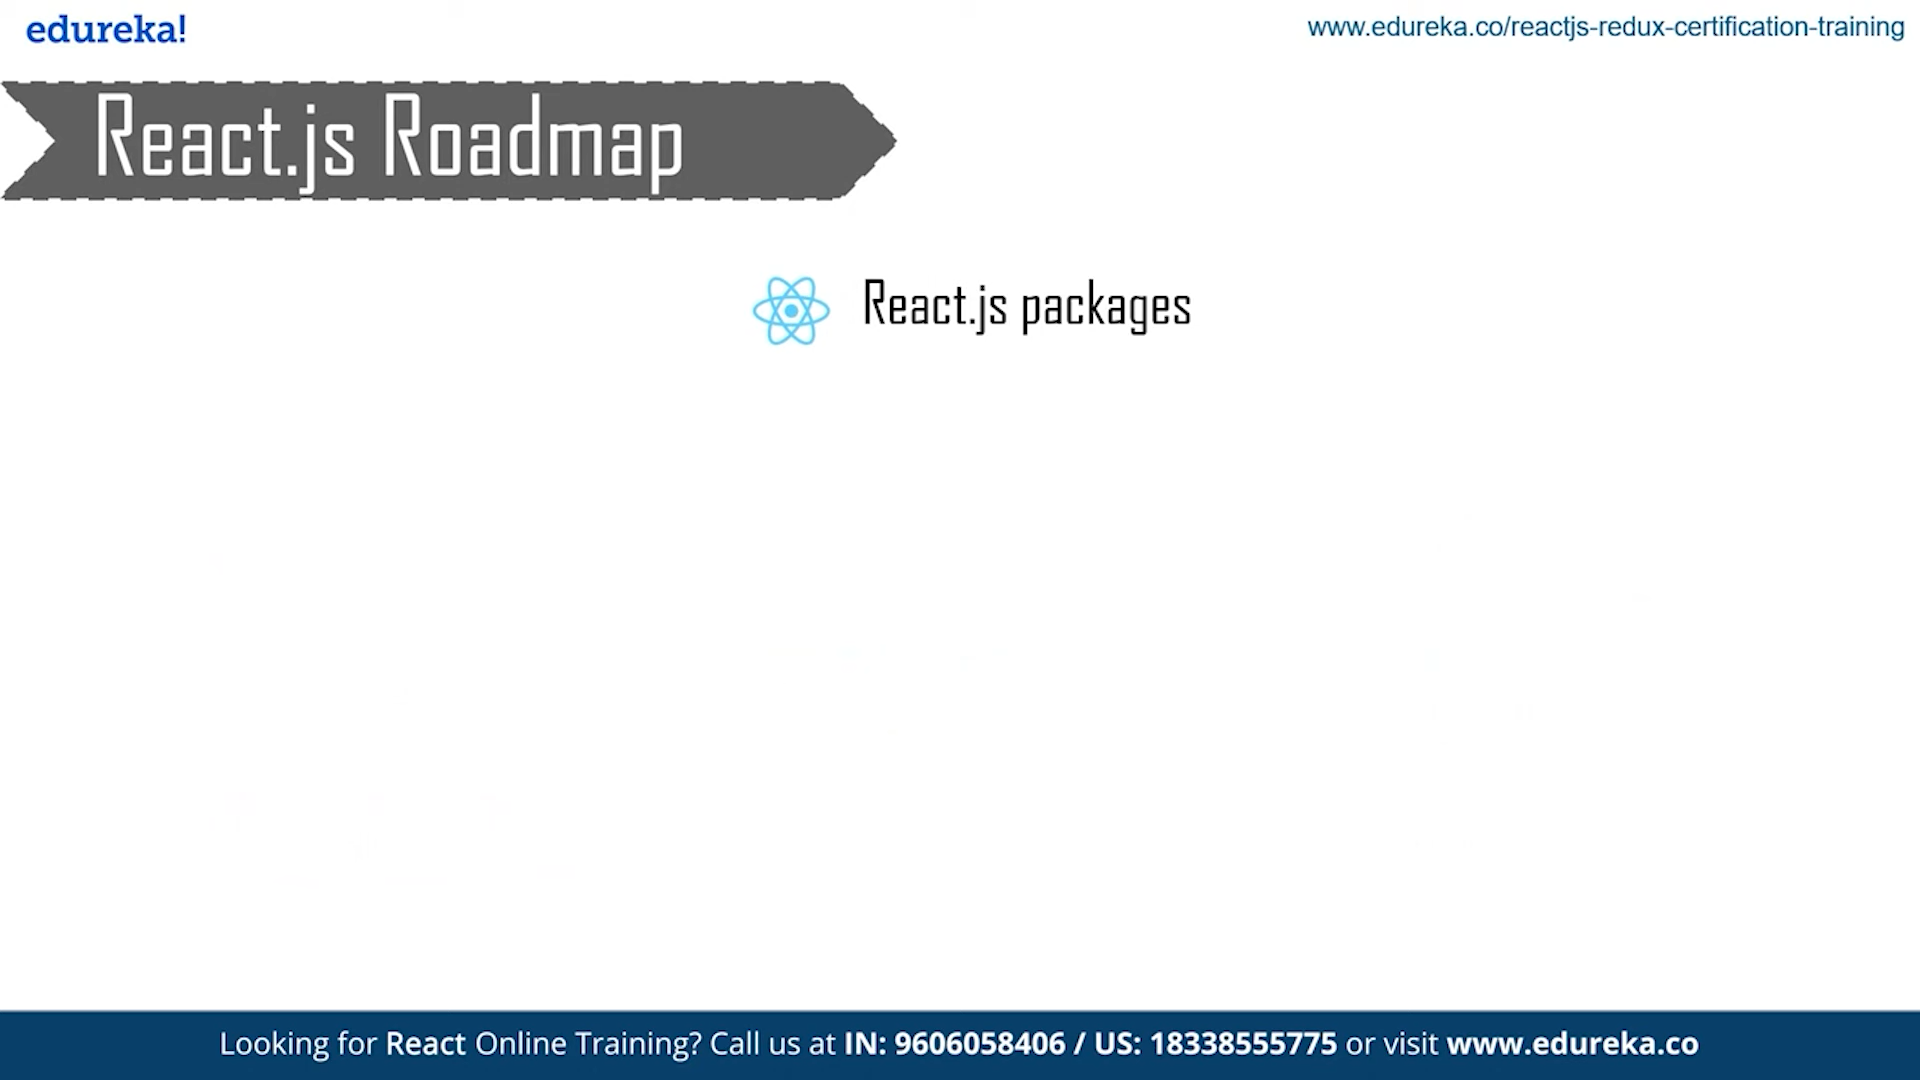 edureka!
www.edureka.co/reactjs-redux-certification-training
React.js Roadmap
React.js packages
Looking for React Online Training? Call us at IN: 9606058406 / US: 18338555775 or visit www.edureka.co